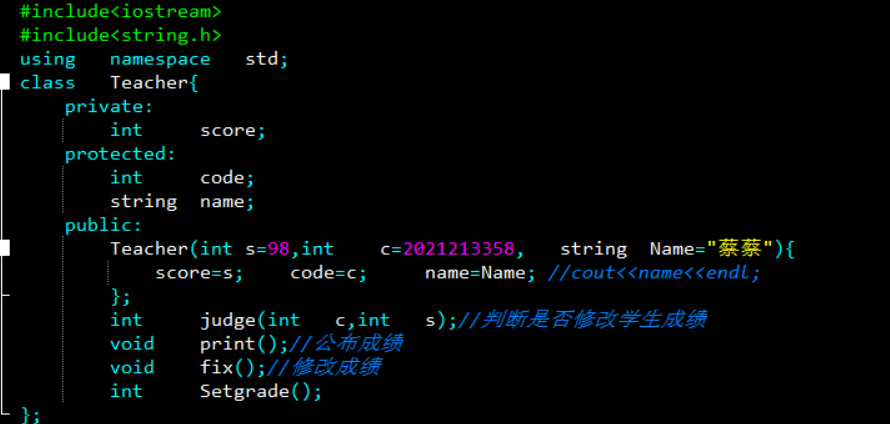 #include<iostream>
#include<string.h>
using namespace std;
class Teacher{
private:
int score;
protected:
int code;
string name;
public:
Teacher(int s=98,int c=2021213358, string Name="蔡蔡"){
score=s; code=c; name=Name; //cout<<name<<endl;
};
int judge(int c,int s);//判断是否修改学生成绩
void print();//公布成绩
void fix();//修改成绩
int Setgrade();
};